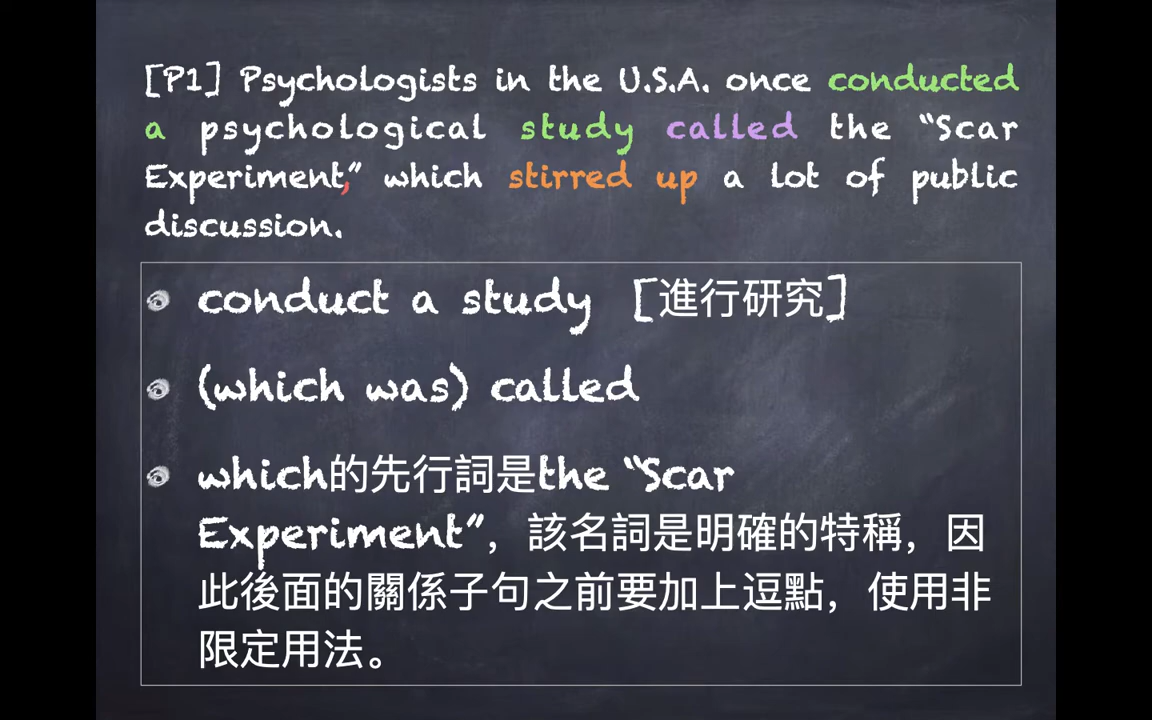 [P1] Psychologists in the U.S.A. once conducted
a psychological study called the “Scar
Experiment,” which stirred up a lot of public
discussion.
conduct a study [進行研究]
(which was) called
which的先行詞是the “Scar
Experiment”，該名詞是明確的特稱，因
此後面的關係子句之前要加上逗點，使用非
限定用法。